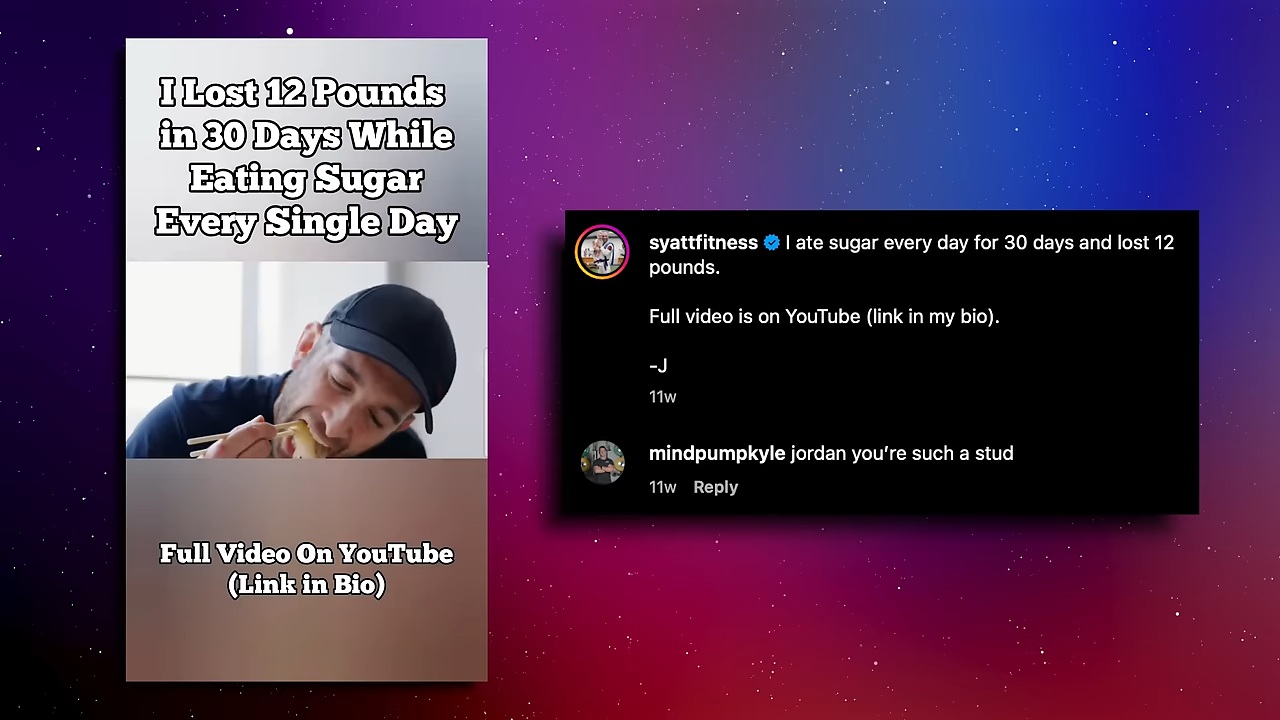 I Lost 12 Pounds
in 30 Days While
Eating Sugar
Every Single Day
Full Video On YouTube
(Link in Bio)
syattfitness I ate sugar every day for 30 days and lost 12
pounds.
Full video is on YouTube (link in my bio).
-J
11w
mindpumpkyle jordan you’re such a stud
11w Reply